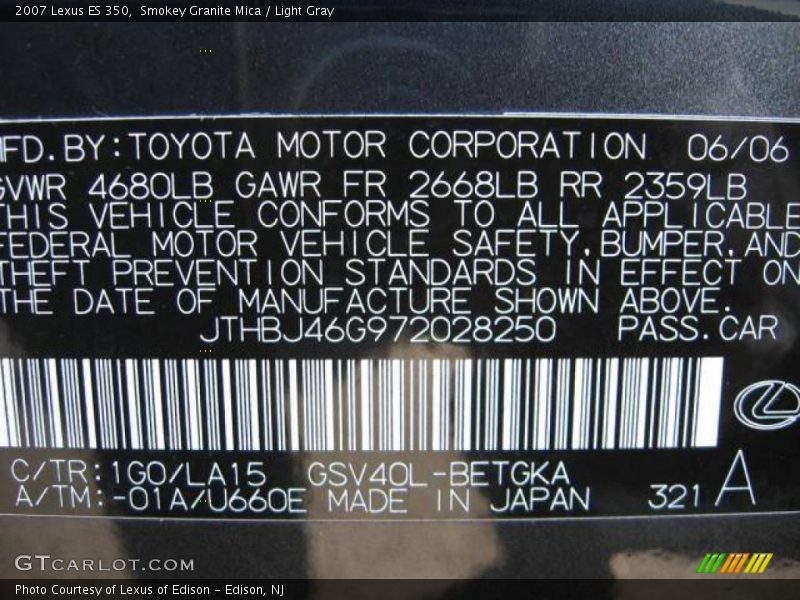 2007 Lexus ES 350,  Smokey Granite Mica / Light Gray
MFD. BY: TOYOTA MOTOR CORPORATION 06/06
GVWR 4680LB GAWR FR 2668LB RR 2359LB
THIS VEHICLE CONFORMS TO ALL APPLICABLE
FEDERAL MOTOR VEHICLE SAFETY, BUMPER, AND
THEFT PREVENTION STANDARDS IN EFFECT ON
THE DATE OF MANUFACTURE SHOWN ABOVE.
JTHBJ46G972028250 PASS. CAR
C/TR: 1G0/LA15 GSV40L-BETGKA
A/TM: -01A/U660E MADE IN JAPAN 321 A
GTCARLOT.COM
Photo Courtesy of Lexus of Edison - Edison, NJ